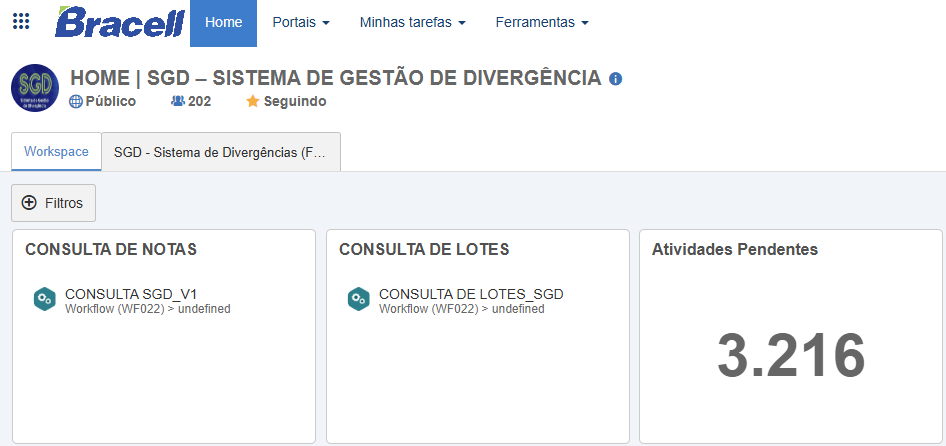 Bracell
Home
Portais
Minhas tarefas
Ferramentas
SGD
HOME | SGD – SISTEMA DE GESTÃO DE DIVERGÊNCIA
Público
202
Seguindo
Workspace
SGD - Sistema de Divergências (F…
Filtros
CONSULTA DE NOTAS
CONSULTA SGD_V1
Workflow (WF022) > undefined
CONSULTA DE LOTES
CONSULTA DE LOTES_SGD
Workflow (WF022) > undefined
Atividades Pendentes
3.216